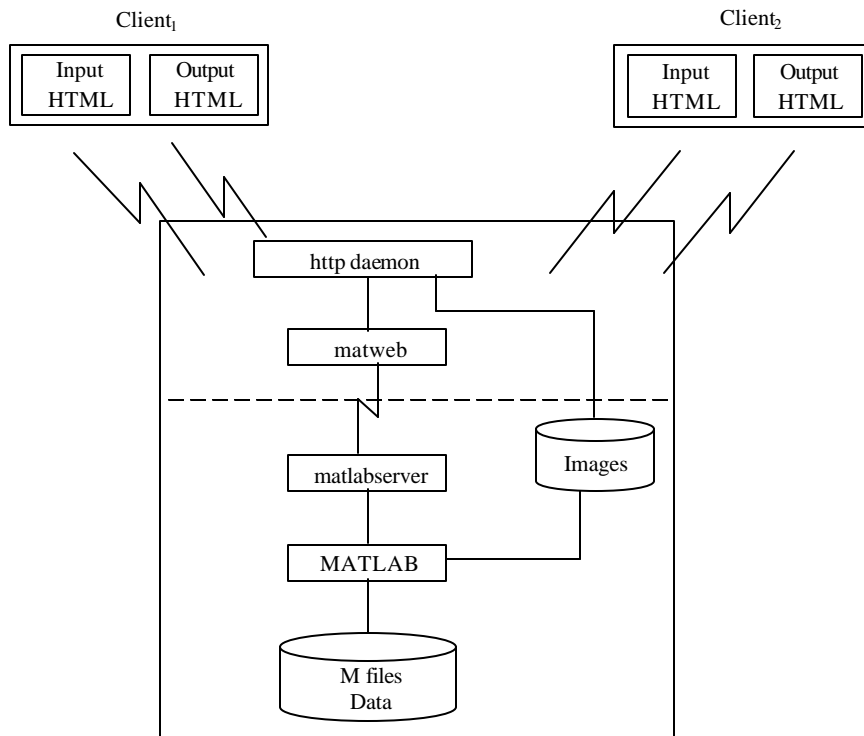 Client₁
Client₂
Input
HTML
Output
HTML
Input
HTML
Output
HTML
http daemon
matweb
matlabserver
Images
MATLAB
M files
Data